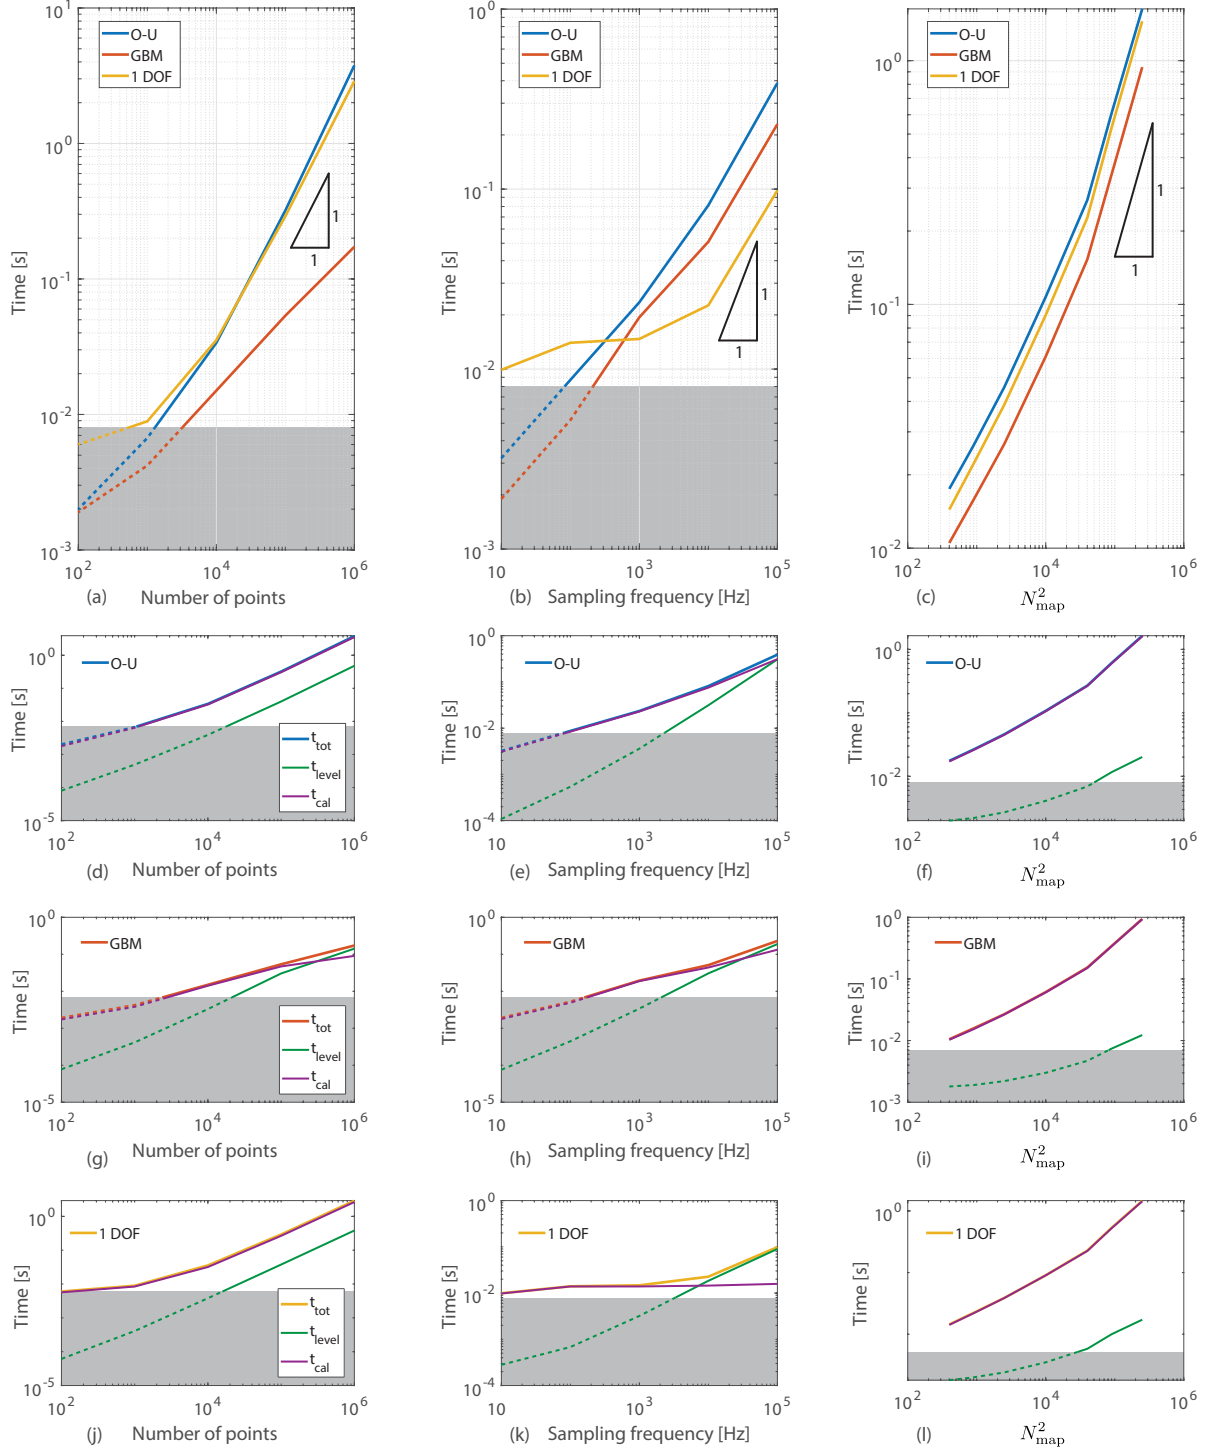 10^1
10^0
10^-1
10^-2
10^-3
Time [s]
O-U
GBM
1 DOF
1
1
10^2
10^4
10^6
(a)
Number of points
10^0
10^-1
10^-2
10^-3
Time [s]
O-U
GBM
1 DOF
1
1
10
10^3
10^5
(b)
Sampling frequency [Hz]
10^0
10^-1
10^-2
Time [s]
O-U
GBM
1 DOF
1
1
10^2
10^4
10^6
(c)
N^2_map
10^0
10^-5
Time [s]
O-U
t_tot
t_level
t_cal
10^2
10^4
10^6
(d)
Number of points
10^0
10^-2
10^-4
Time [s]
O-U
10
10^3
10^5
(e)
Sampling frequency [Hz]
10^0
10^-2
Time [s]
O-U
10^2
10^4
10^6
(f)
N^2_map
10^0
10^-5
Time [s]
GBM
t_tot
t_level
t_cal
10^2
10^4
10^6
(g)
Number of points
10^0
10^-5
Time [s]
GBM
10
10^3
10^5
(h)
Sampling frequency [Hz]
10^0
10^-1
10^-2
10^-3
Time [s]
GBM
10^2
10^4
10^6
(i)
N^2_map
10^0
10^-5
Time [s]
1 DOF
t_tot
t_level
t_cal
10^2
10^4
10^6
(j)
Number of points
10^0
10^-2
10^-4
Time [s]
1 DOF
10
10^3
10^5
(k)
Sampling frequency [Hz]
10^0
Time [s]
1 DOF
10^2
10^4
10^6
(l)
N^2_map